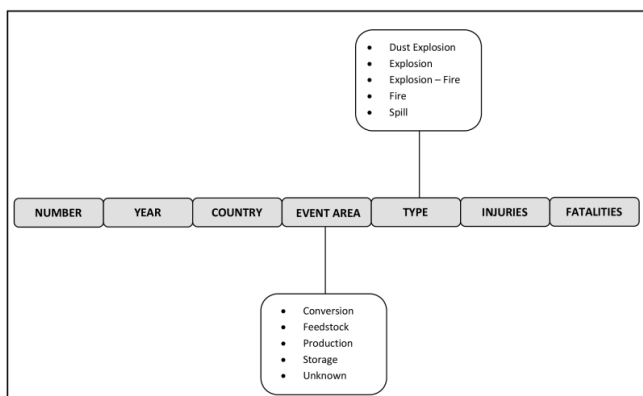 • Dust Explosion
• Explosion
• Explosion – Fire
• Fire
• Spill
NUMBER YEAR COUNTRY EVENT AREA TYPE INJURIES FATALITIES
• Conversion
• Feedstock
• Production
• Storage
• Unknown